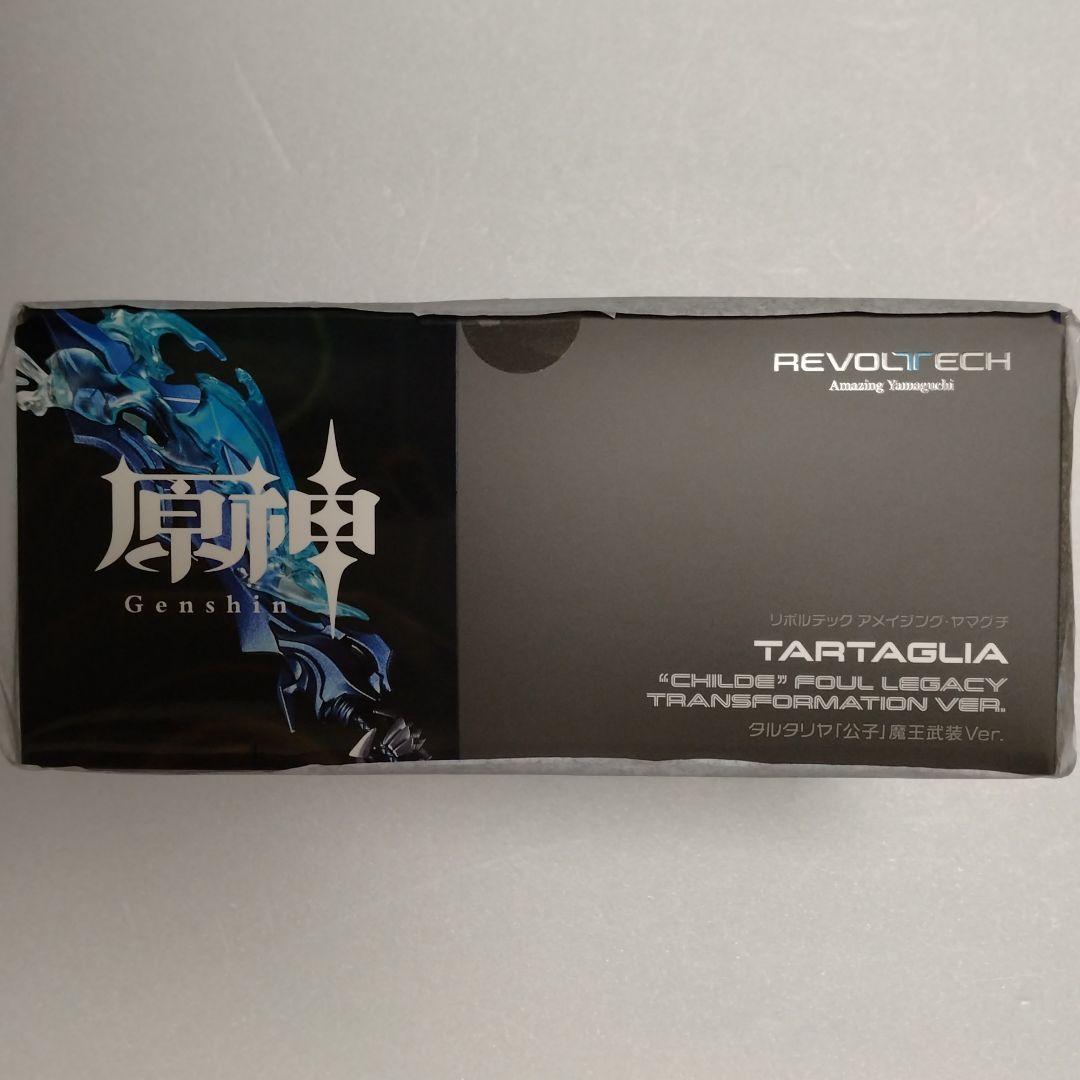 原神
Genshin
REVOLTECH
Amazing Yamaguchi
リボルテック アメイジング・ヤマグチ
TARTAGLIA
“CHILDE” FOUL LEGACY
TRANSFORMATION VER.
タルタリヤ「公子」魔王武装Ver.